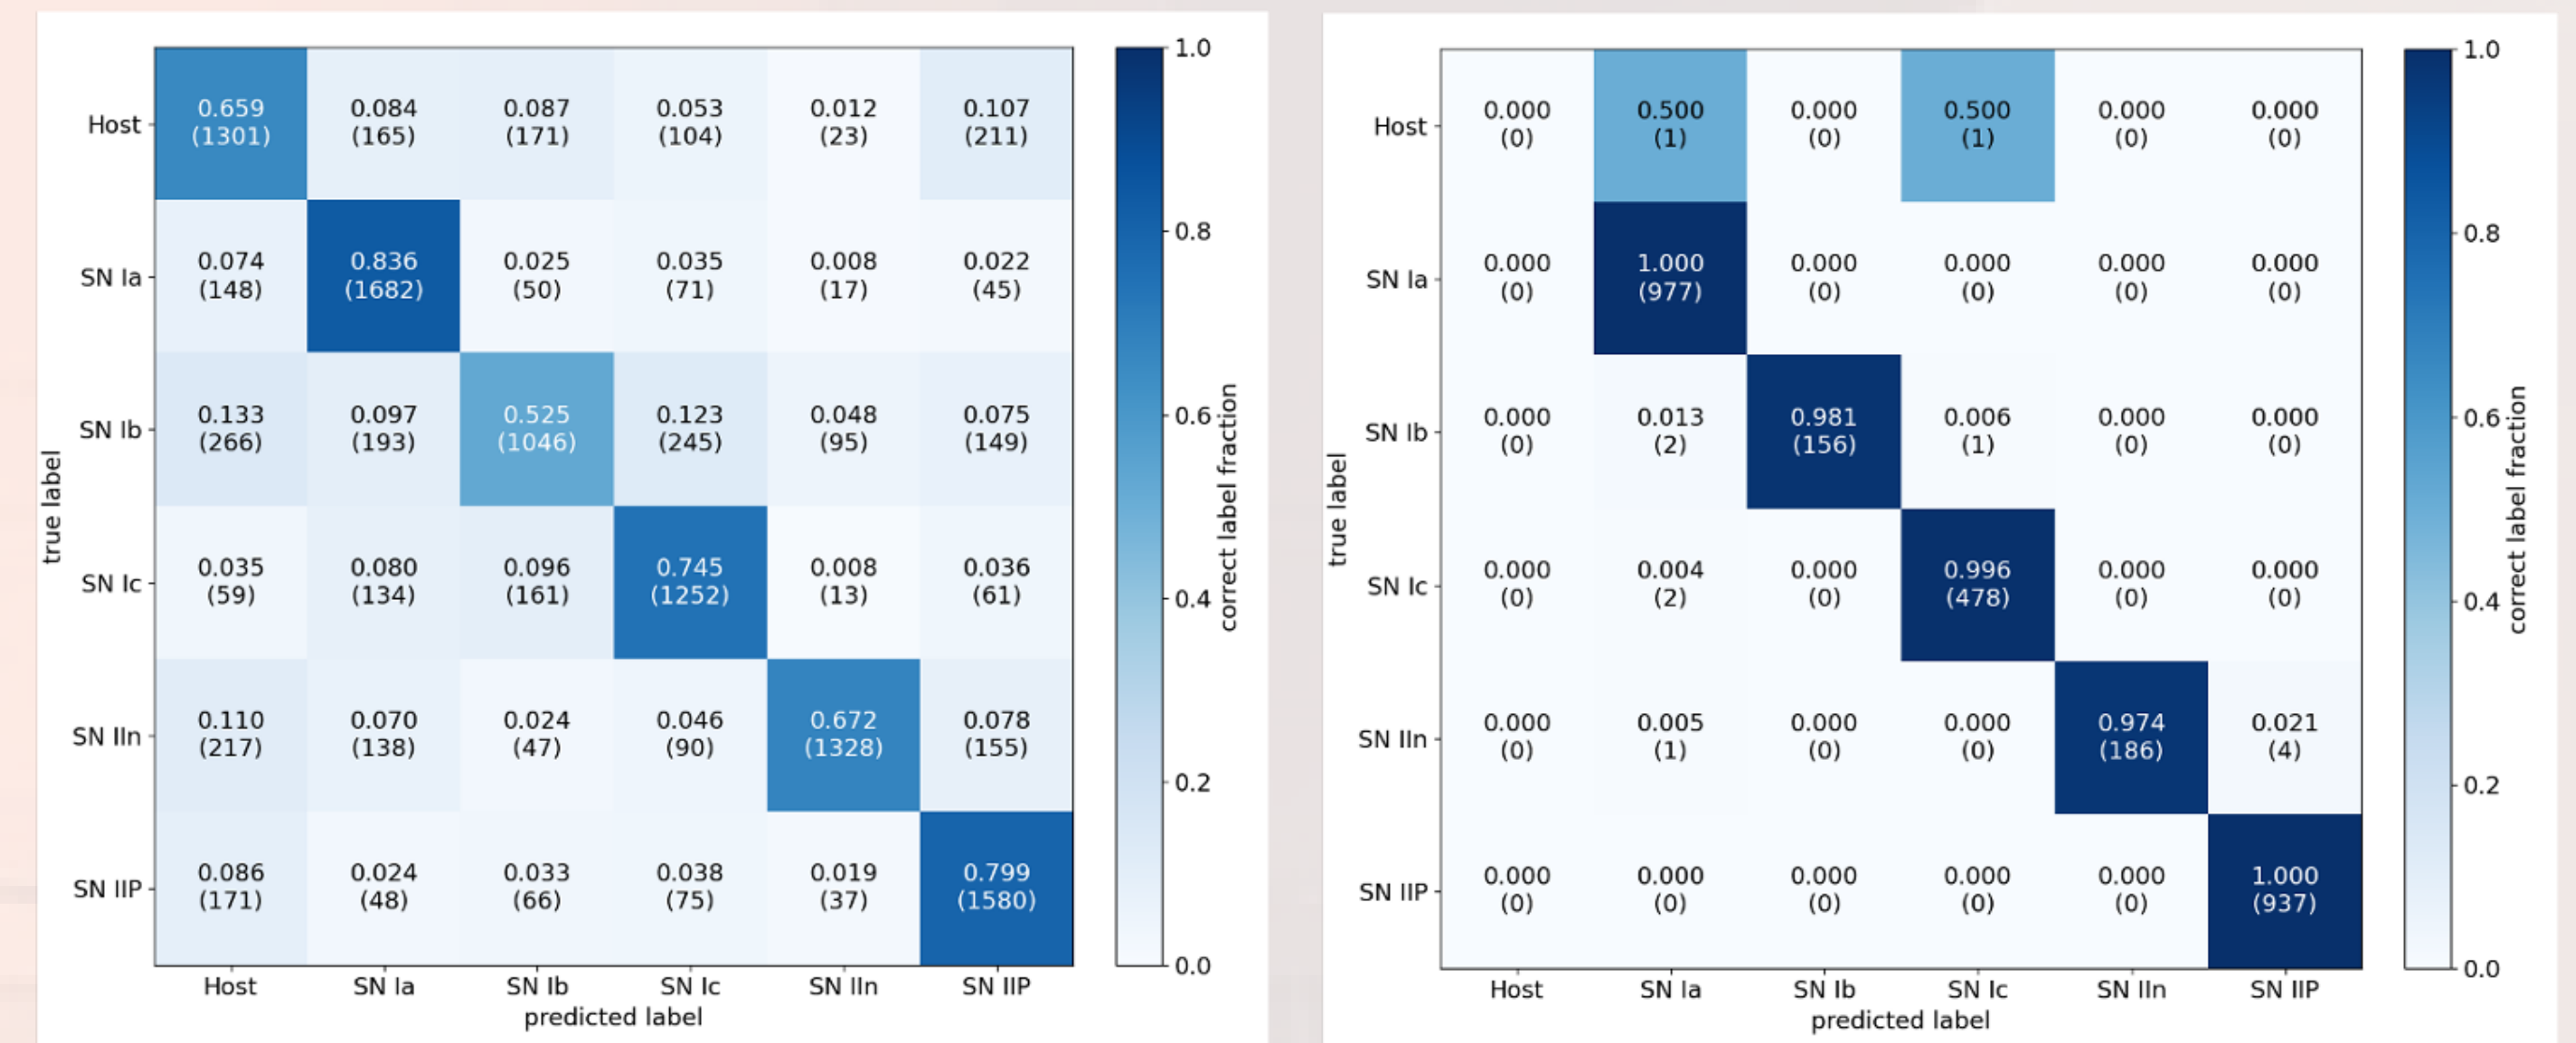 Host 0.659 0.084 0.087 0.053 0.012 0.107
(1301) (165) (171) (104) (23) (211)
SN Ia 0.074 0.836 0.025 0.035 0.008 0.022
(148) (1682) (50) (71) (17) (45)
SN Ib 0.133 0.097 0.525 0.123 0.048 0.075
(266) (193) (1046) (245) (95) (149)
SN Ic 0.035 0.080 0.096 0.745 0.008 0.036
(59) (134) (161) (1252) (13) (61)
SN IIn 0.110 0.070 0.024 0.046 0.672 0.078
(217) (138) (47) (90) (1328) (155)
SN IIP 0.086 0.024 0.033 0.038 0.019 0.799
(171) (48) (66) (75) (37) (1580)
Host SN Ia SN Ib SN Ic SN IIn SN IIP
predicted label
true label
1.0
0.8
0.6
0.4
0.2
0.0
correct label fraction
Host 0.000 0.500 0.000 0.500 0.000 0.000
(0) (1) (0) (1) (0) (0)
SN Ia 0.000 1.000 0.000 0.000 0.000 0.000
(0) (977) (0) (0) (0) (0)
SN Ib 0.000 0.013 0.981 0.006 0.000 0.000
(0) (2) (156) (1) (0) (0)
SN Ic 0.000 0.004 0.000 0.996 0.000 0.000
(0) (2) (0) (478) (0) (0)
SN IIn 0.000 0.005 0.000 0.000 0.974 0.021
(0) (1) (0) (0) (186) (4)
SN IIP 0.000 0.000 0.000 0.000 0.000 1.000
(0) (0) (0) (0) (0) (937)
Host SN Ia SN Ib SN Ic SN IIn SN IIP
predicted label
true label
1.0
0.8
0.6
0.4
0.2
0.0
correct label fraction